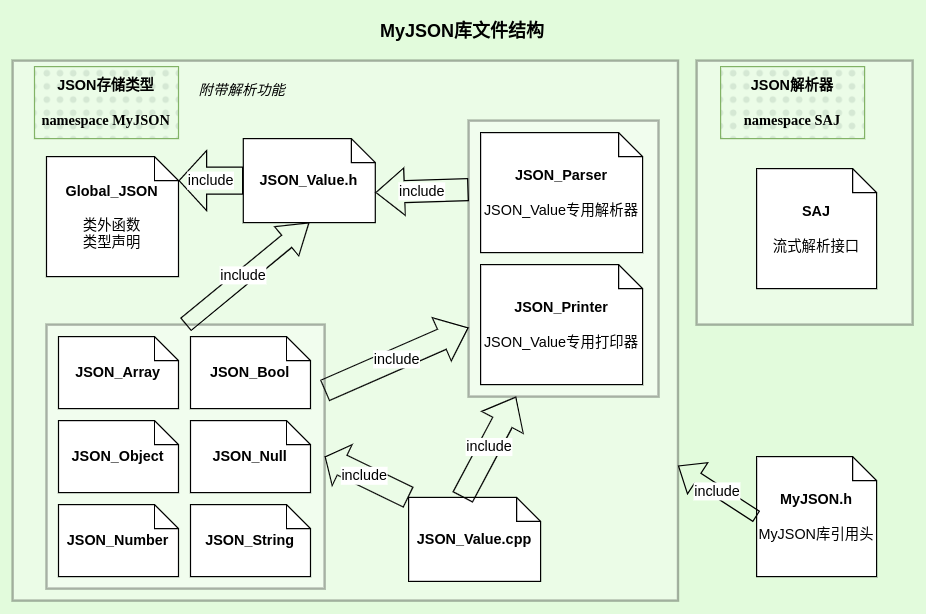 MyJSON库文件结构
JSON存储类型
namespace MyJSON
附带解析功能
JSON解析器
namespace SAJ
Global_JSON
类外函数
类型声明
include
JSON_Value.h
include
JSON_Parser
JSON_Value专用解析器
SAJ
流式解析接口
include
JSON_Printer
JSON_Value专用打印器
JSON_Array
JSON_Bool
include
JSON_Object
JSON_Null
include
include
JSON_Number
JSON_String
JSON_Value.cpp
include
MyJSON.h
MyJSON库引用头